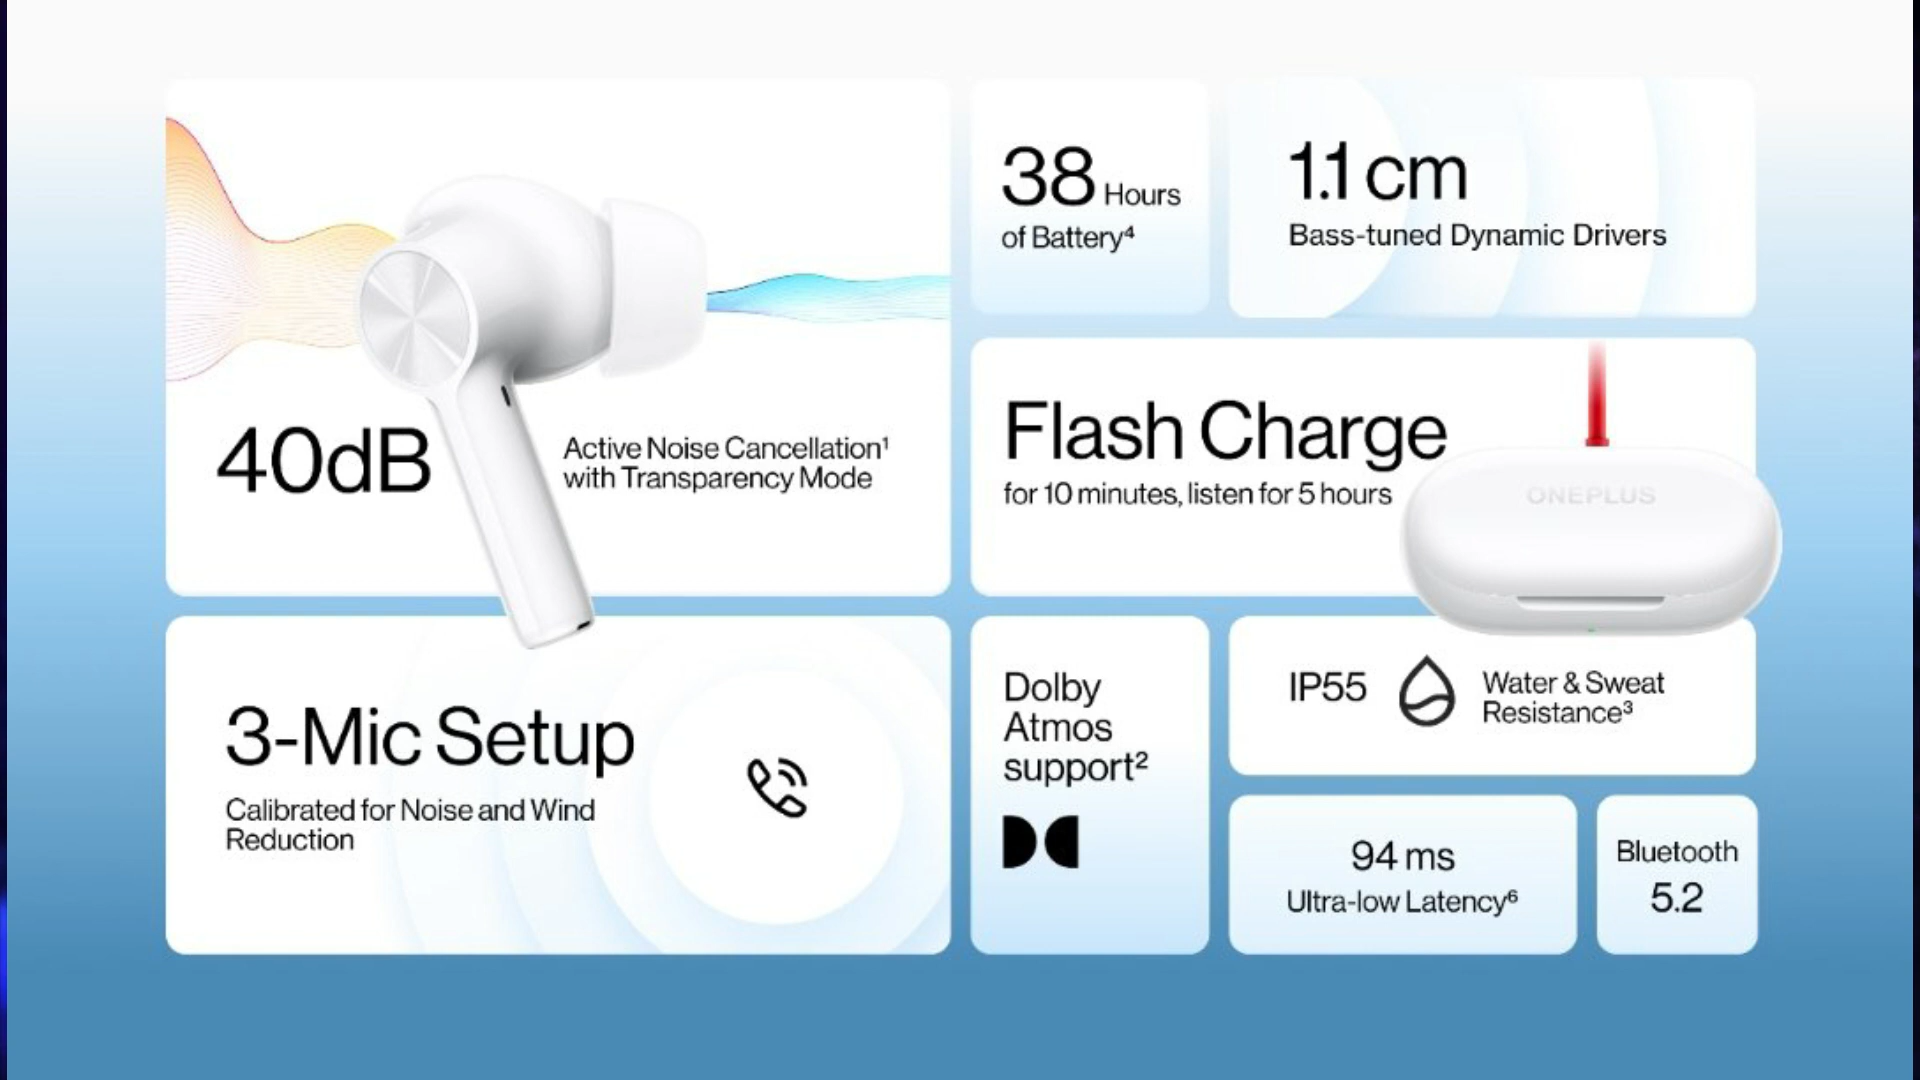 40dB
Active Noise Cancellation¹
with Transparency Mode
38 Hours
of Battery⁴
1.1 cm
Bass-tuned Dynamic Drivers
Flash Charge
for 10 minutes, listen for 5 hours
ONEPLUS
3-Mic Setup
Calibrated for Noise and Wind
Reduction
Dolby
Atmos
support²
IP55
Water & Sweat
Resistance³
94 ms
Ultra-low Latency⁶
Bluetooth
5.2